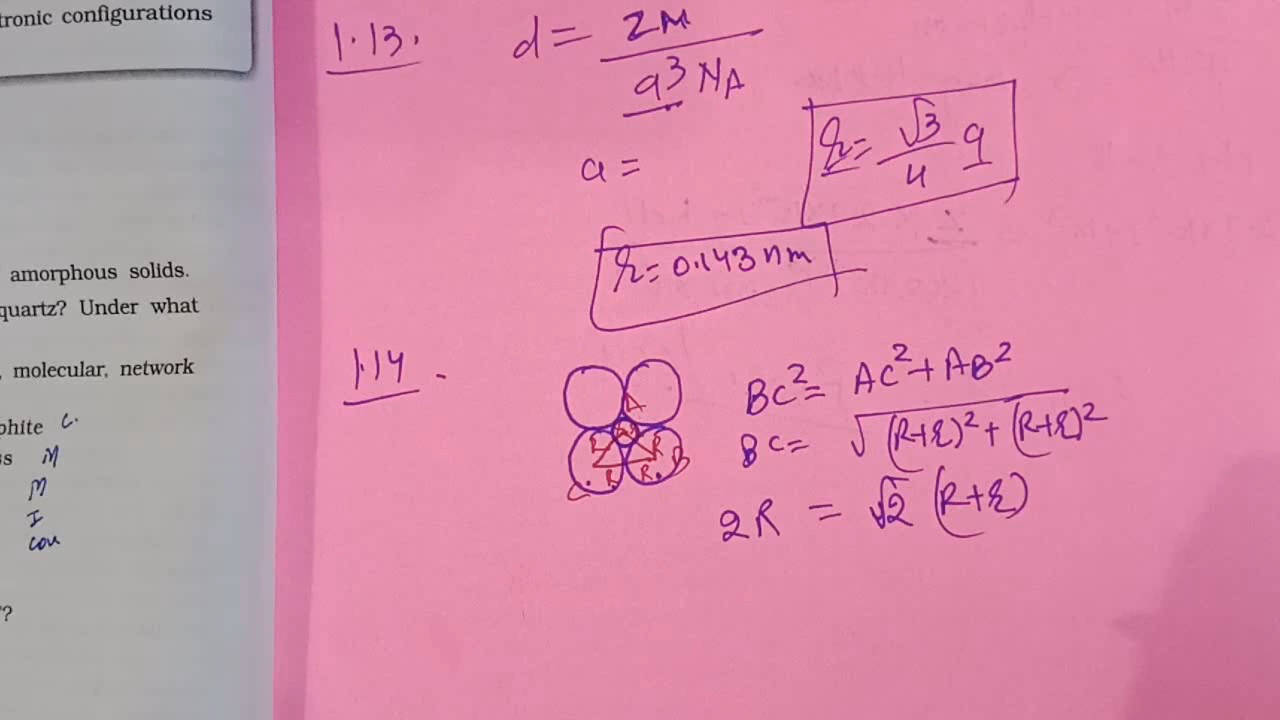 tronic configurations
amorphous solids.
quartz? Under what
, molecular, network
phite C.
s M
M
I
cov
?
1.13. d = ZM / a³ NA
a =
r = √3/4 a
r = 0.143 nm
1.14.
A
R R
R R B
C
BC² = AC² + AB²
BC = √(R+r)² + (R+r)²
2R = √2 (R+r)